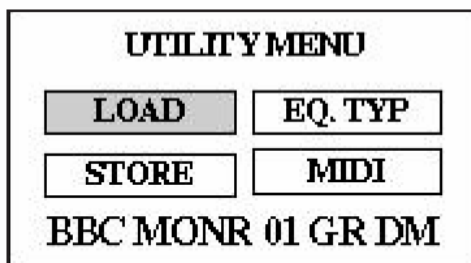 UTILITY MENU
LOAD EQ. TYP
STORE MIDI
BBC MONR 01 GR DM